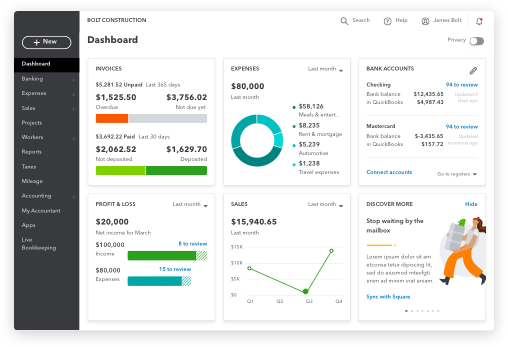 BOLT CONSTRUCTION
Search
Help
James Bolt
+ New
Dashboard
Privacy
Dashboard
Banking
Expenses
Sales
Projects
Workers
Reports
Taxes
Mileage
Accounting
My Accountant
Apps
Live
Bookkeeping
INVOICES
$5,281.52 Unpaid Last 365 days
$1,525.50 $3,756.02
Overdue Not due yet
$3,692.22 Paid Last 30 days
$2,062.52 $1,629.70
Not deposited Deposited
EXPENSES Last month
$80,000
Last month
$58,126
Meals & entert...
$8,235
Rent & mortgage
$5,239
Automotive
$1,238
Travel expenses
BANK ACCOUNTS
Checking 94 to review
Bank balance $12,435.65 Updated 4
in QuickBooks $4,987.43 days ago
Mastercard 94 to review
Bank balance $-3,435.65 Updated
in QuickBooks $157.72 moments ago
Connect accounts Go to registers
PROFIT & LOSS Last month
$20,000
Net income for March
$100,000 8 to review
Income
$80,000 15 to review
Expenses
SALES Last month
$15,940.65
Last month
$15K
$10K
$5K
$0
Q1 Q2 Q3 Q4
DISCOVER MORE Hide
Stop waiting by the
mailbox
Lorem ipsum dolor sit
amet, consectetur
adipiscing elit, sed
do eiusmod mtevfgti
enim ad minim vrat ensim.
Sync with Square